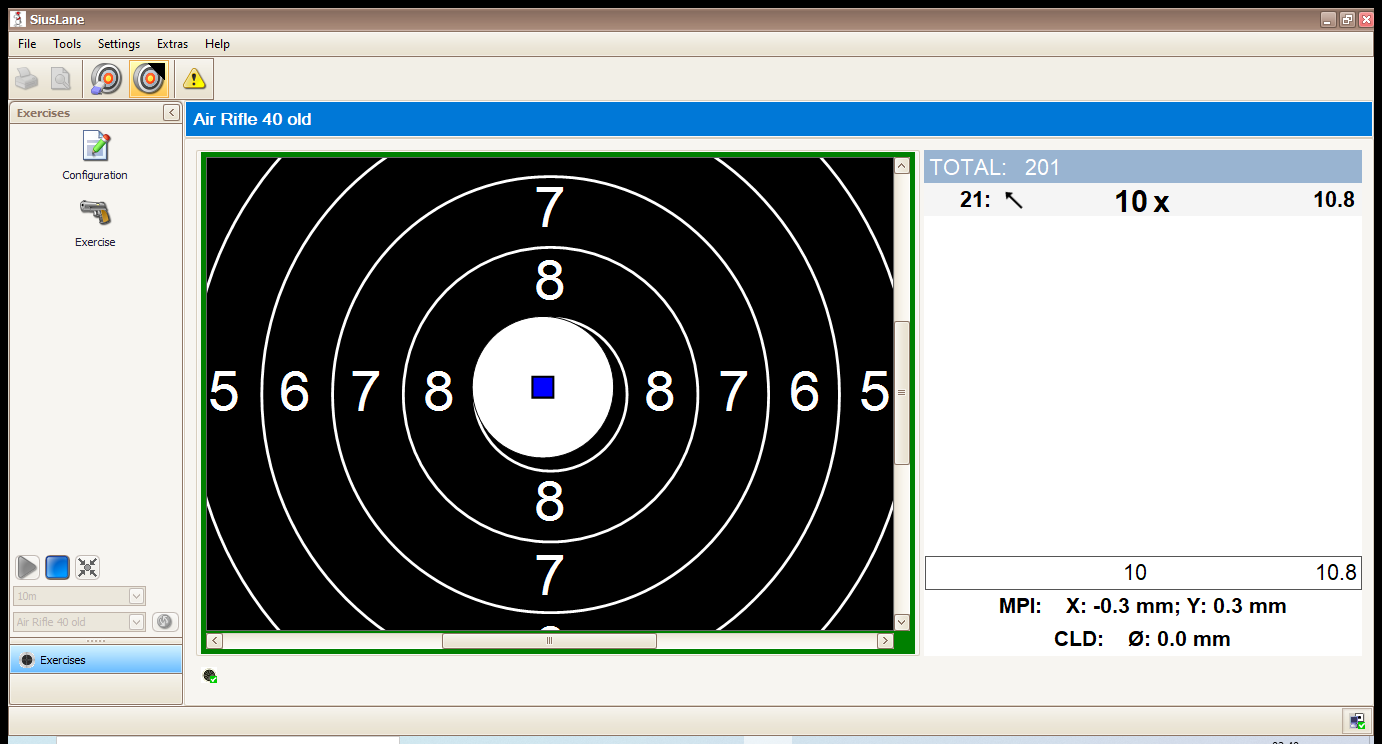 SiusLane
File Tools Settings Extras Help
Exercises
Configuration
Exercise
10m
Air Rifle 40 old
Exercises
Air Rifle 40 old
7
8
5 6 7 8 8 7 6 5
8
7
TOTAL: 201
21: 10 x 10.8
10 10.8
MPI: X: -0.3 mm; Y: 0.3 mm
CLD: Ø: 0.0 mm